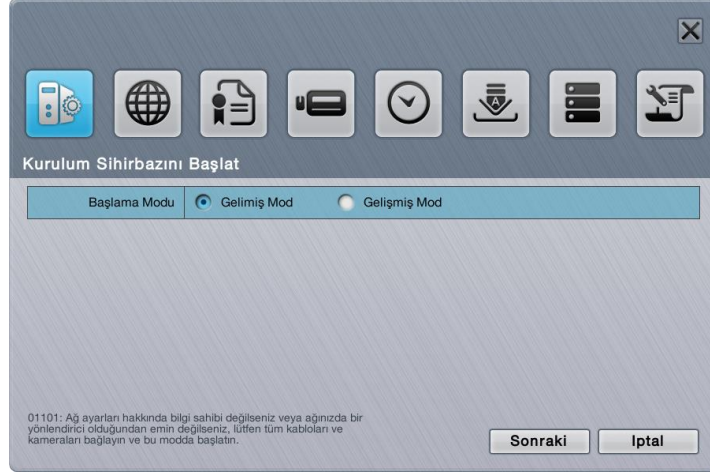 Kurulum Sihirbazını Başlat
Başlama Modu Gelimiş Mod Gelişmiş Mod
01101: Ağ ayarları hakkında bilgi sahibi değilseniz veya ağınızda bir
yönlendirici olduğundan emin değilseniz, lütfen tüm kabloları ve
kameraları bağlayın ve bu modda başlatın.
Sonraki Iptal